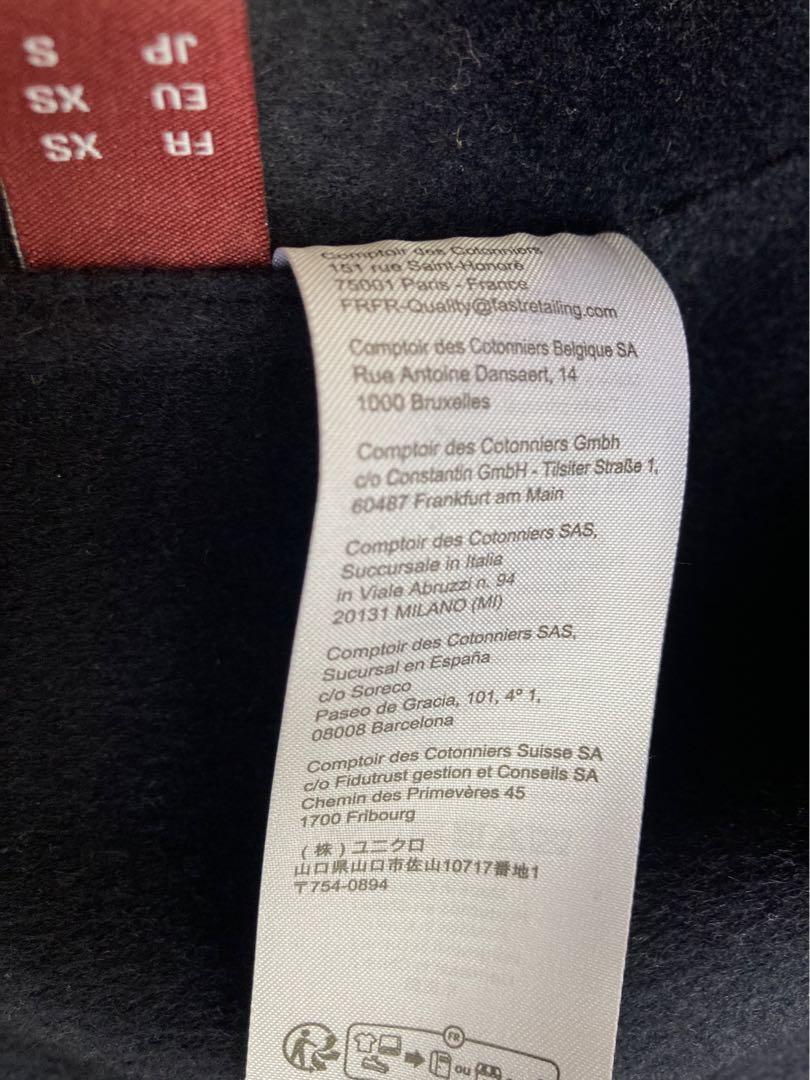 FR XS
EU XS
JP S
Comptoir des Cotonniers
151 rue Saint-Honoré
75001 Paris - France
FRFR-Quality@fastretailing.com
Comptoir des Cotonniers Belgique SA
Rue Antoine Dansaert, 14
1000 Bruxelles
Comptoir des Cotonniers Gmbh
c/o Constantin GmbH - Tilsiter Straße 1,
60487 Frankfurt am Main
Comptoir des Cotonniers SAS,
Succursale in Italia
in Viale Abruzzi n. 94
20131 MILANO (MI)
Comptoir des Cotonniers SAS,
Sucursal en España
c/o Soreco
Paseo de Gracia, 101, 4º 1,
08008 Barcelona
Comptoir des Cotonniers Suisse SA
c/o Fidutrust gestion et Conseils SA
Chemin des Primevères 45
1700 Fribourg
(株)ユニクロ
山口県山口市佐山10717番地1
〒754-0894
FR
ou